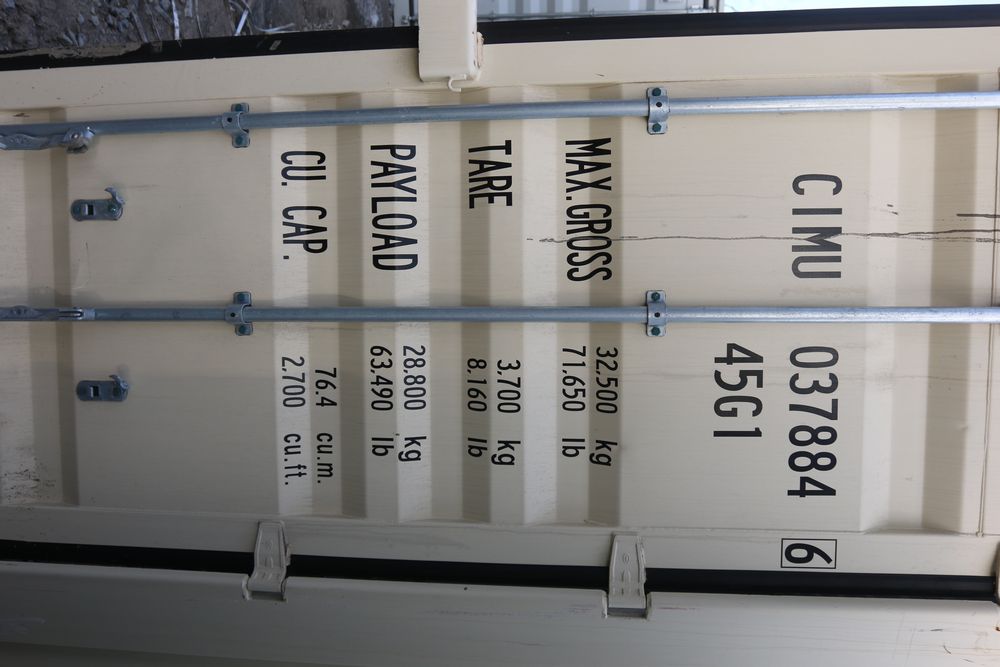 CIMU 037884 6
45G1
MAX.GROSS 32,500 kg
71,650 lb
TARE 3,700 kg
8,160 lb
PAYLOAD 28,800 kg
63,490 lb
CU. CAP. 76.4 cu.m.
2,700 cu.ft.